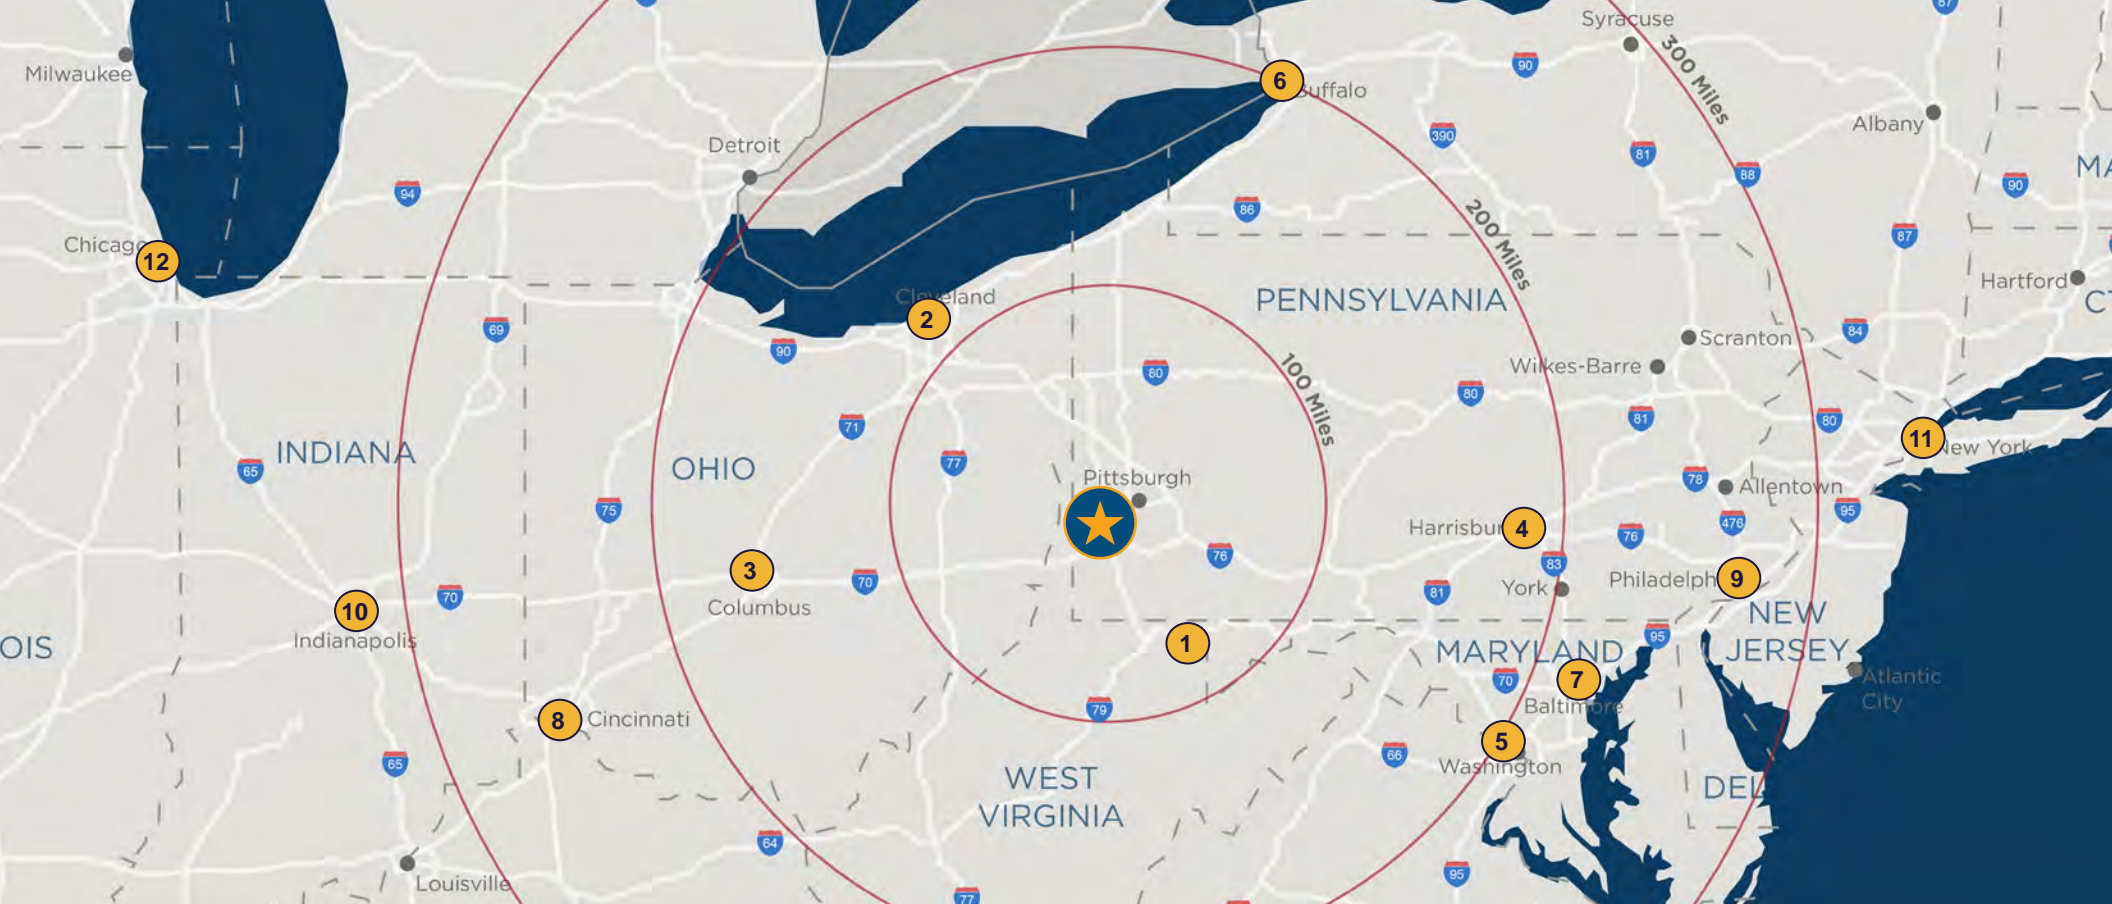 87
Syracuse
300 Miles
90
Milwaukee
6
Buffalo
Albany
390
Detroit
81
88
MA
94
90
86
200 Miles
87
Chicago
12
Hartford
CT
PENNSYLVANIA
Cleveland
2
69
84
Scranton
90
100 Miles
80
Wilkes-Barre
80
81
80
71
INDIANA
OHIO
65
77
11
New York
Pittsburgh
78
Allentown
75
95
476
Harrisburg
4
76
76
83
3
70
Philadelphia
9
York
81
70
Columbus
10
Indianapolis
NEW
JERSEY
95
OIS
1
MARYLAND
7
70
Baltimore
Atlantic
City
79
8
Cincinnati
5
66
Washington
65
WEST
VIRGINIA
DEL
64
Louisville
95
77